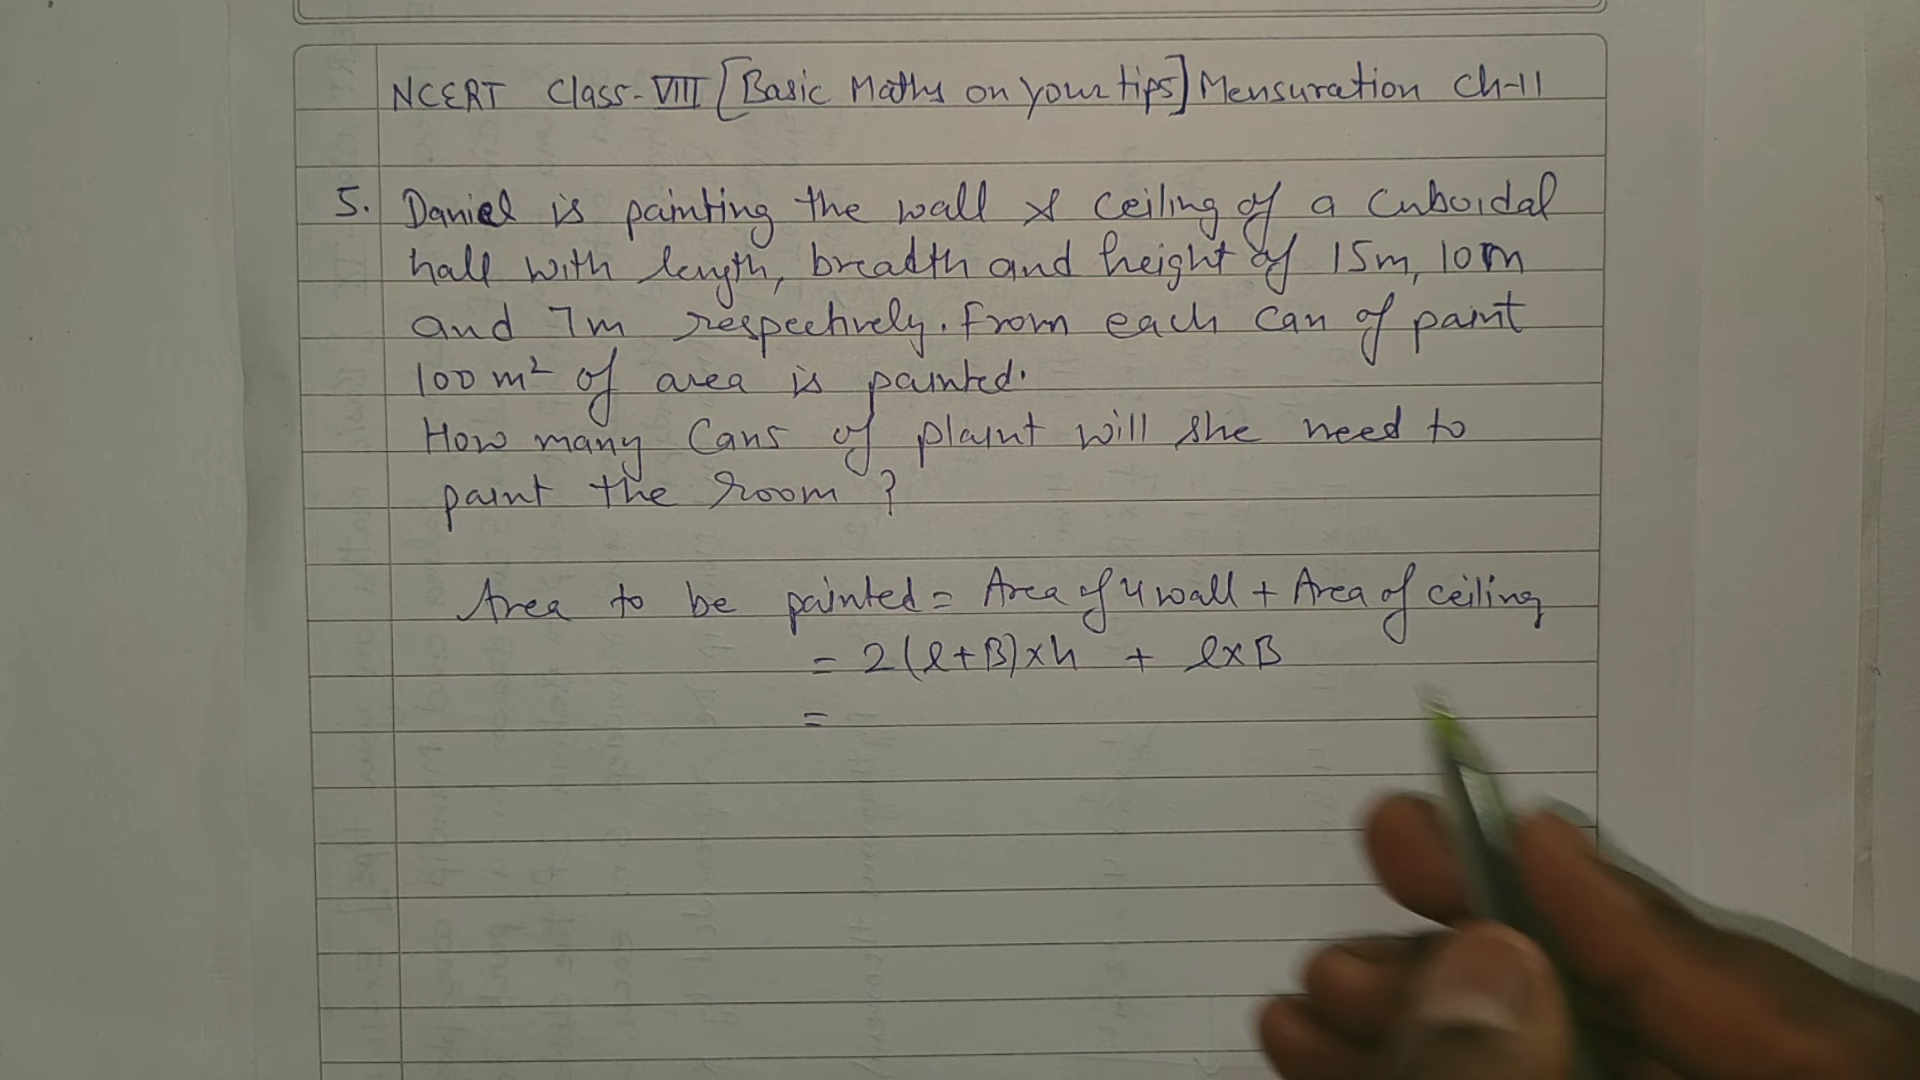 NCERT Class-VIII [Basic Maths on your tips] Mensuration Ch-11
5. Daniel is painting the wall & ceiling of a cuboidal
hall with length, breadth and height of 15m, 10m
and 7m respectively. From each can of paint
100 m² of area is painted.
How many Cans of plaint will she need to
paint the room ?
Area to be painted = Area of 4 wall + Area of ceiling
= 2(l+B)×h + l×B
=